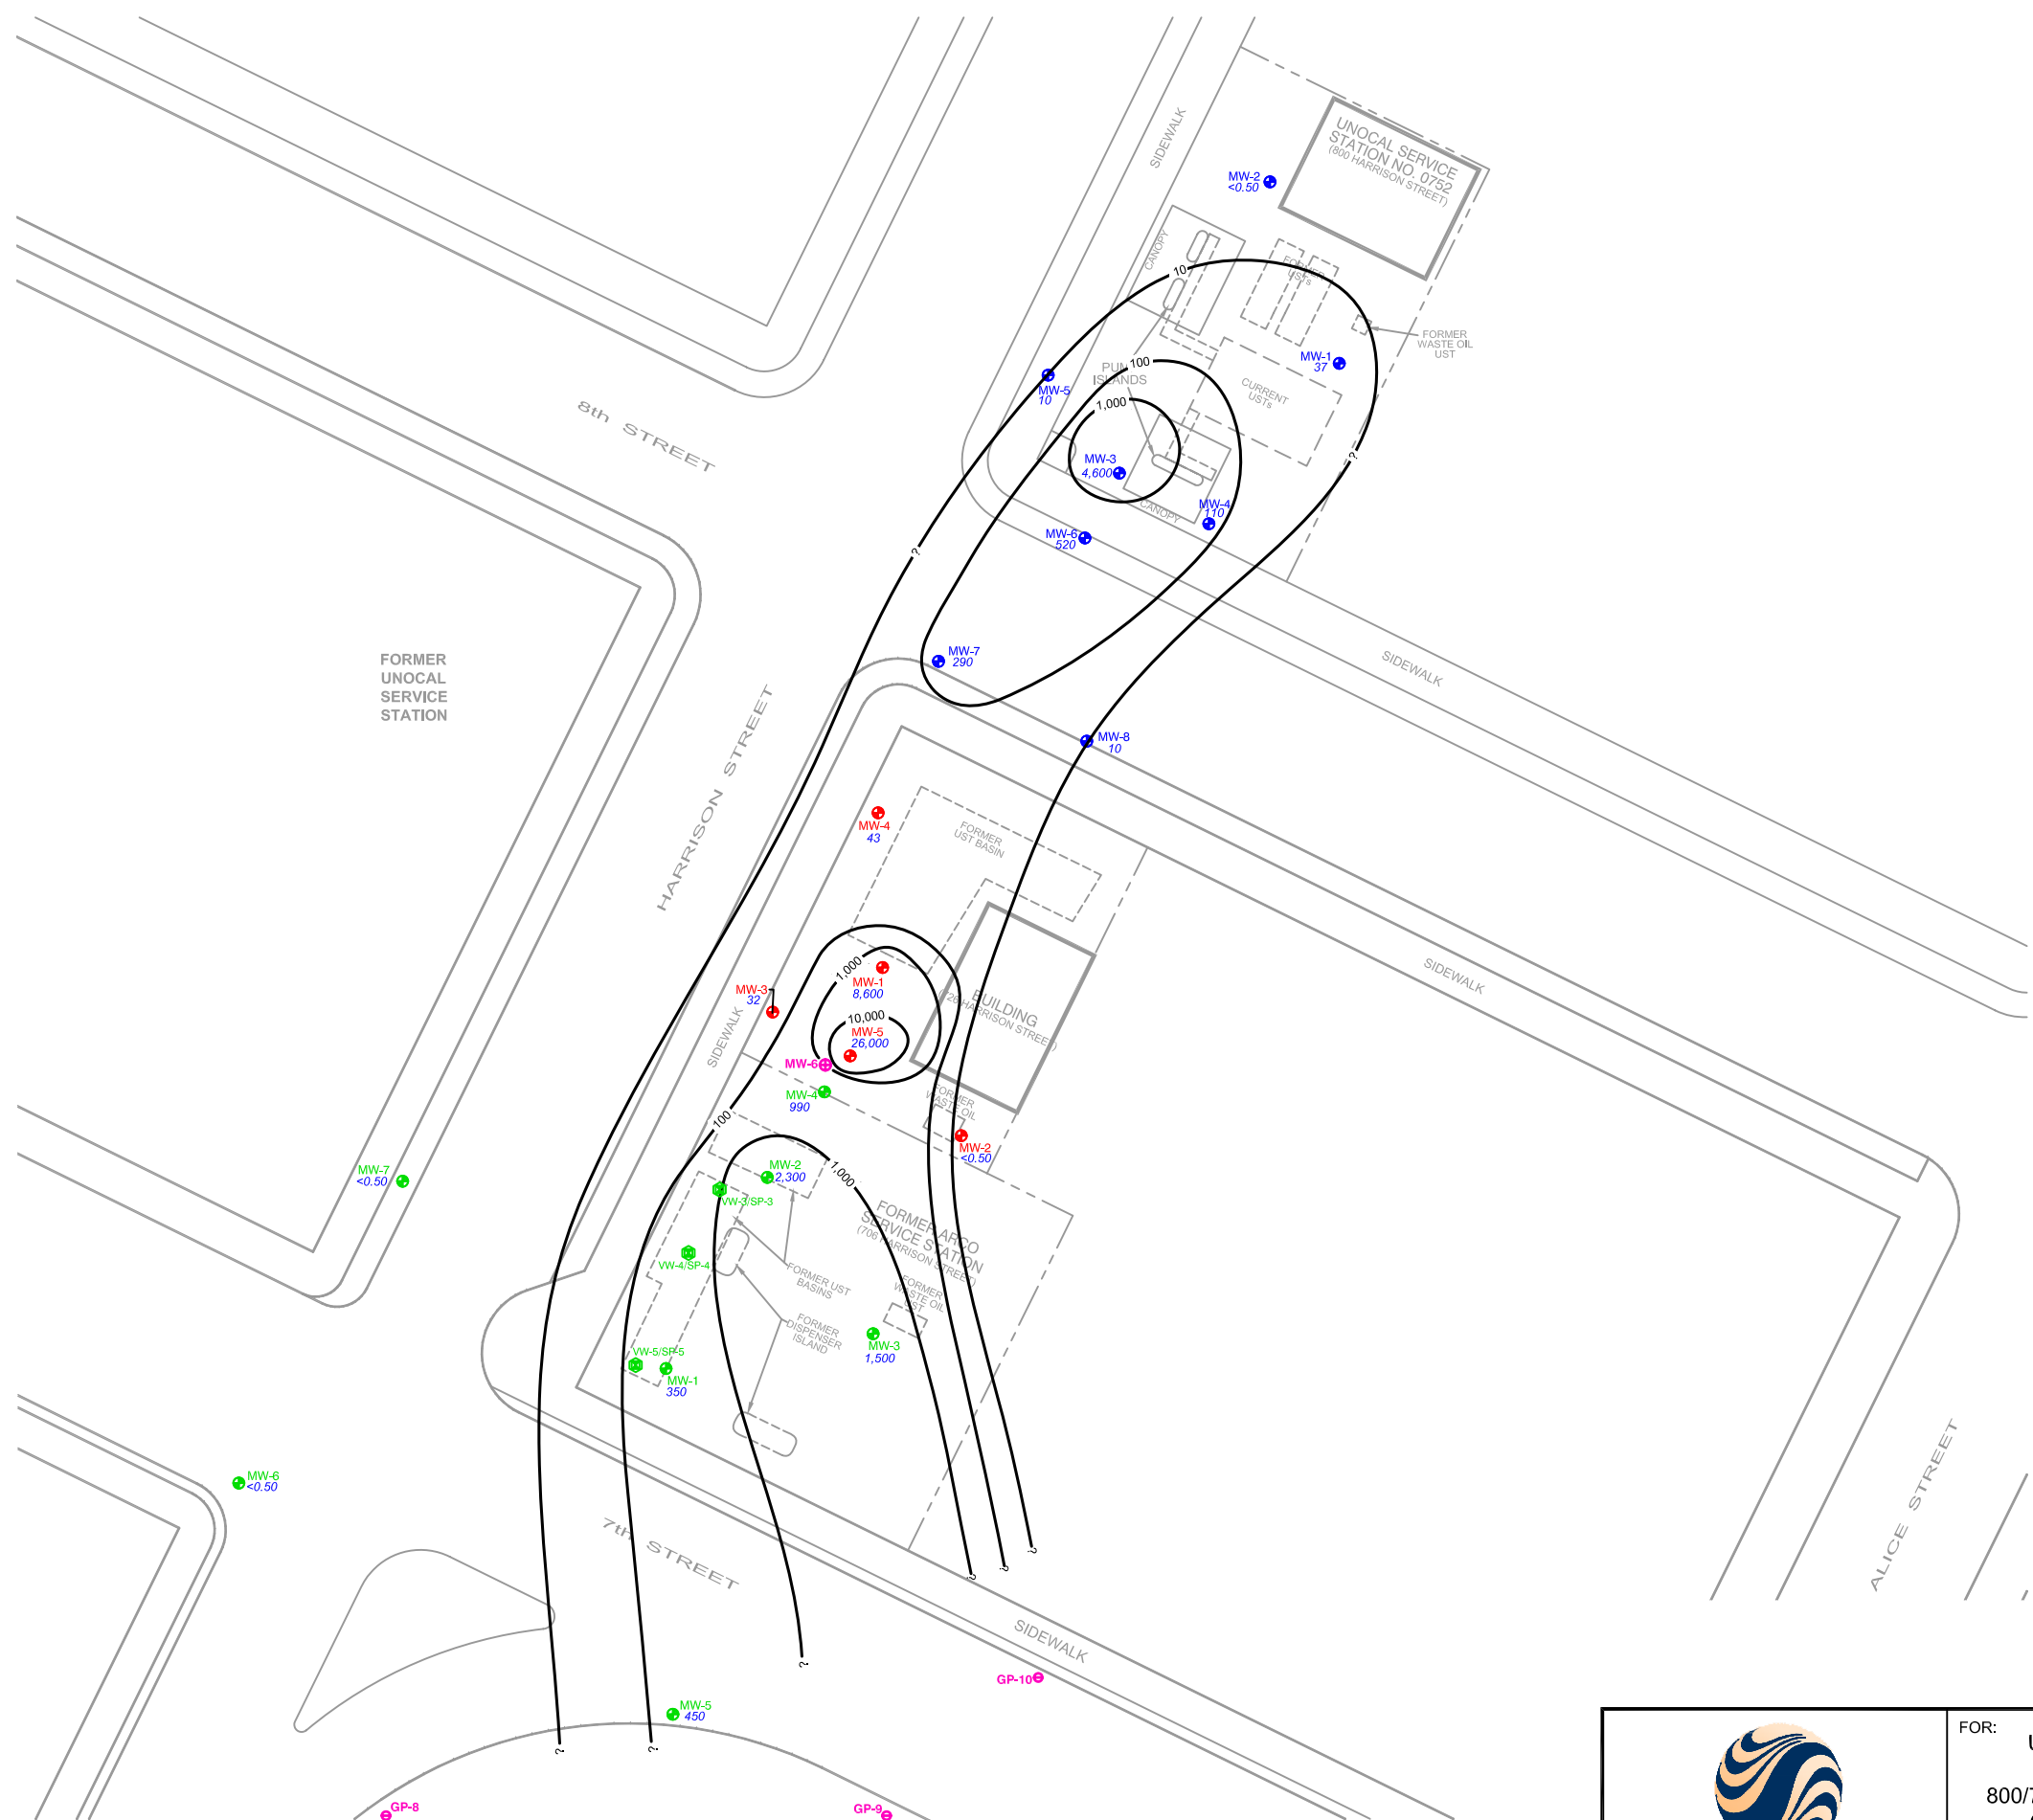 UNOCAL SERVICE
STATION NO. 0752
(800 HARRISON STREET)
SIDEWALK
MW-2
<0.50
CANOPY
10
FORMER
USTs
FORMER
WASTE OIL
UST
MW-1
37
100
ISLANDS
MW-5
10
CURRENT
USTs
1,000
MW-3
4,600
MW-4
110
CANOPY
MW-6
520
?
?
8th STREET
FORMER
UNOCAL
SERVICE
STATION
MW-7
290
SIDEWALK
MW-8
10
HARRISON STREET
MW-4
43
FORMER
UST BASIN
SIDEWALK
1,000
MW-1
8,600
MW-3
32
10,000
MW-5
26,000
BUILDING
HARRISON STREET)
SIDEWALK
MW-6
MW-4
990
FORMER
WASTE OIL
100
MW-2
<0.50
MW-2
2,300
1,000
MW-7
<0.50
VW-3/SP-3
FORMER ARCO
SERVICE STATION
(706 HARRISON STREET)
VW-4/SP-4
FORMER UST
BASINS
FORMER
WASTE OIL
UST
FORMER
DISPENSER
ISLAND
MW-3
1,500
VW-5/SP-5
MW-1
350
MW-6
<0.50
7th STREET
?
?
?
ALICE STREET
SIDEWALK
?
GP-10
MW-5
450
?
?
GP-8
GP-9
FOR:
800/7